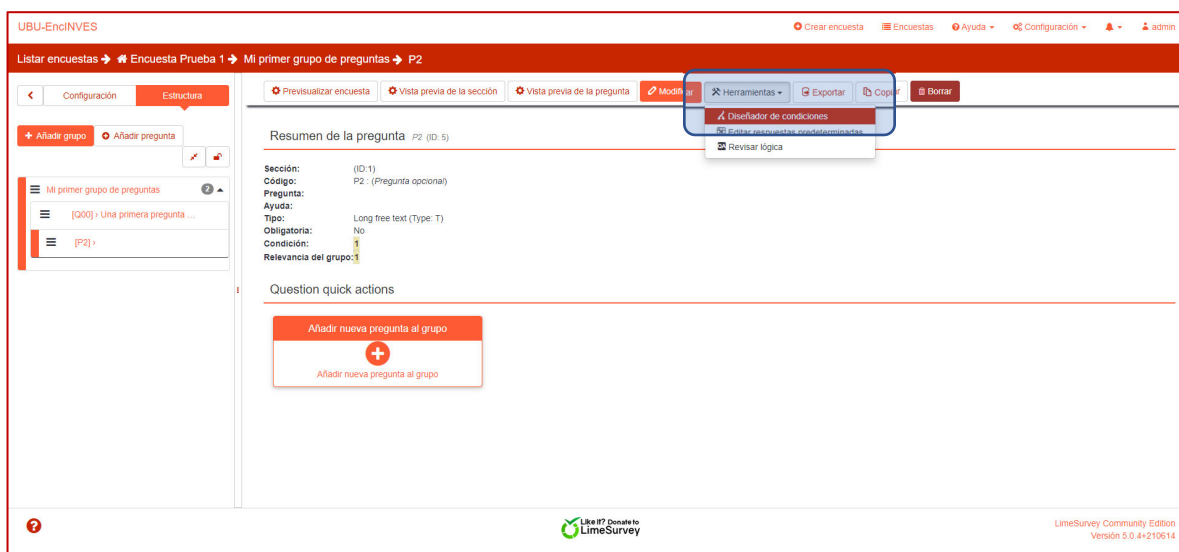 UBU-EncINVES
Crear encuesta Encuestas Ayuda Configuración admin
Listar encuestas Encuesta Prueba 1 Mi primer grupo de preguntas P2
Configuración Estructura
Previsualizar encuesta Vista previa de la sección Vista previa de la pregunta Modificar Herramientas Exportar Copiar Borrar
Diseñador de condiciones
Editar respuestas predeterminadas
Revisar lógica
Añadir grupo Añadir pregunta
Mi primer grupo de preguntas 2
[Q00] › Una primera pregunta ...
[P2] ›
Resumen de la pregunta P2 (ID: 5)
Sección: (ID:1)
Código: P2 : (Pregunta opcional)
Pregunta:
Ayuda:
Tipo: Long free text (Type: T)
Obligatoria: No
Condición: 1
Relevancia del grupo:1
Question quick actions
Añadir nueva pregunta al grupo
Añadir nueva pregunta al grupo
Like it? Donate to
LimeSurvey
LimeSurvey Community Edition
Versión 5.0.4+210614